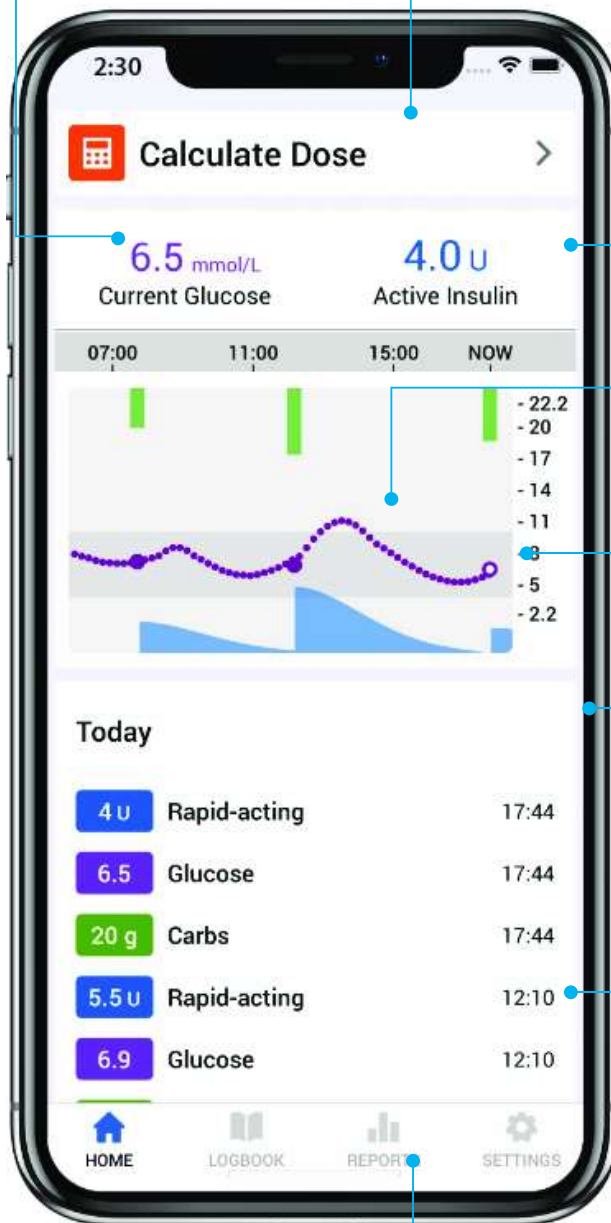 2:30
Calculate Dose
6.5 mmol/L 4.0 U
Current Glucose Active Insulin
07:00 11:00 15:00 NOW
- 22.2
- 20
- 17
- 14
- 11
- 5
- 2.2
Today
4 U Rapid-acting 17:44
6.5 Glucose 17:44
20 g Carbs 17:44
5.5 U Rapid-acting 12:10
6.9 Glucose 12:10
HOME LOGBOOK REPORTS SETTINGS